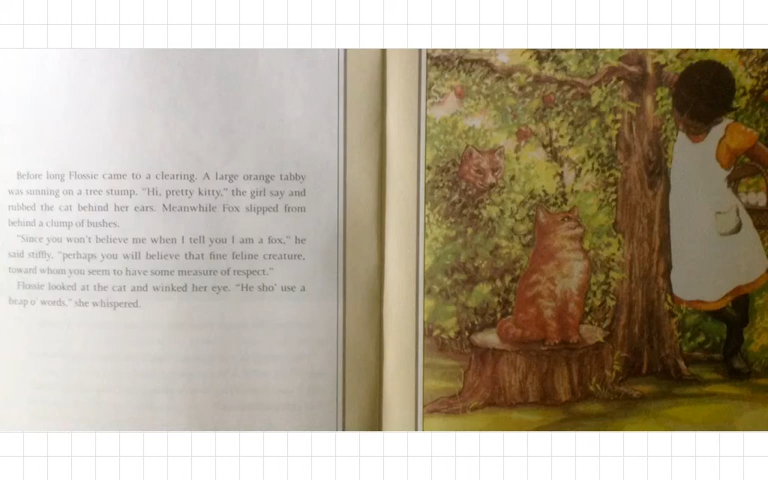 Before long Flossie came to a clearing. A large orange tabby
was sunning on a tree stump. "Hi, pretty kitty," the girl say and
rubbed the cat behind her ears. Meanwhile Fox slipped from
behind a clump of bushes.
"Since you won't believe me when I tell you I am a fox," he
said stiffly, "perhaps you will believe that fine feline creature,
toward whom you seem to have some measure of respect."
Flossie looked at the cat and winked her eye. "He sho' use a
heap o' words," she whispered.